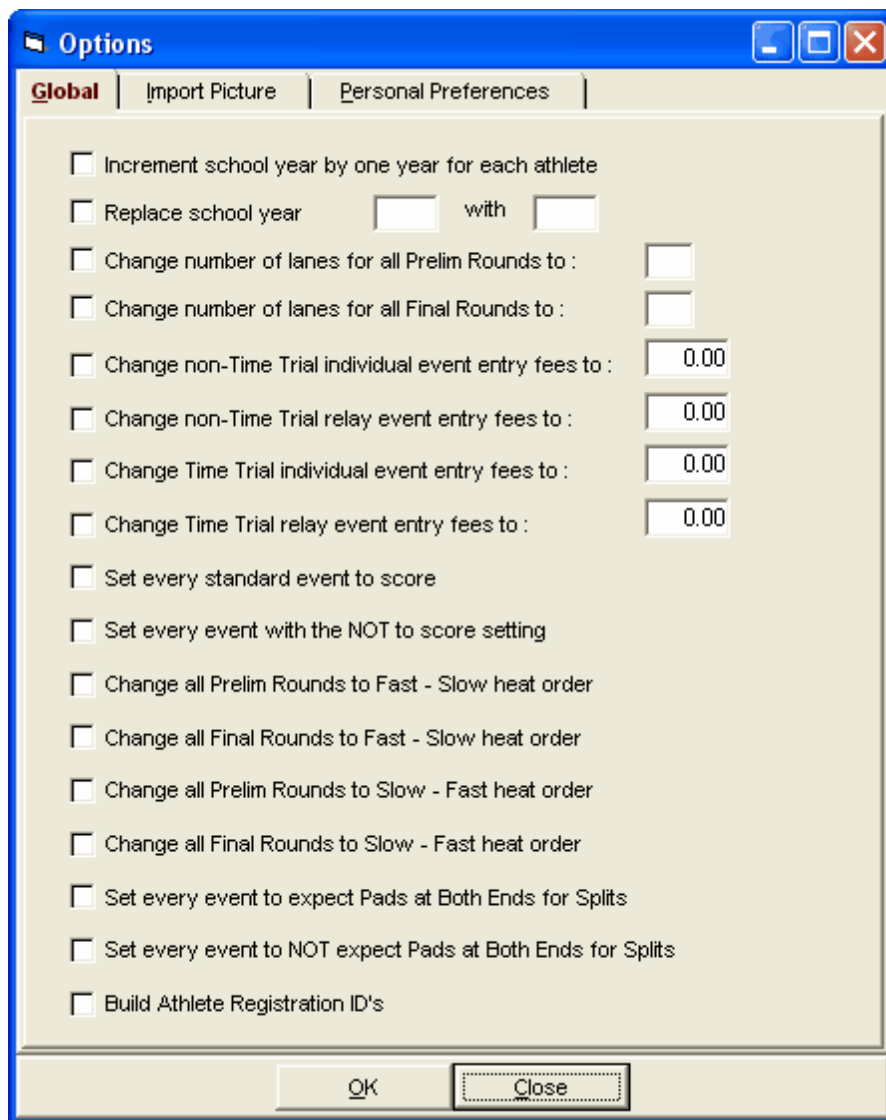 Options
Global Import Picture Personal Preferences
Increment school year by one year for each athlete
Replace school year with
Change number of lanes for all Prelim Rounds to :
Change number of lanes for all Final Rounds to :
Change non-Time Trial individual event entry fees to : 0.00
Change non-Time Trial relay event entry fees to : 0.00
Change Time Trial individual event entry fees to : 0.00
Change Time Trial relay event entry fees to : 0.00
Set every standard event to score
Set every event with the NOT to score setting
Change all Prelim Rounds to Fast - Slow heat order
Change all Final Rounds to Fast - Slow heat order
Change all Prelim Rounds to Slow - Fast heat order
Change all Final Rounds to Slow - Fast heat order
Set every event to expect Pads at Both Ends for Splits
Set every event to NOT expect Pads at Both Ends for Splits
Build Athlete Registration ID's
OK Close